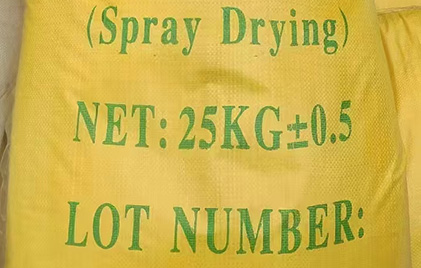 (Spray Drying)
NET: 25KG±0.5
LOT NUMBER: